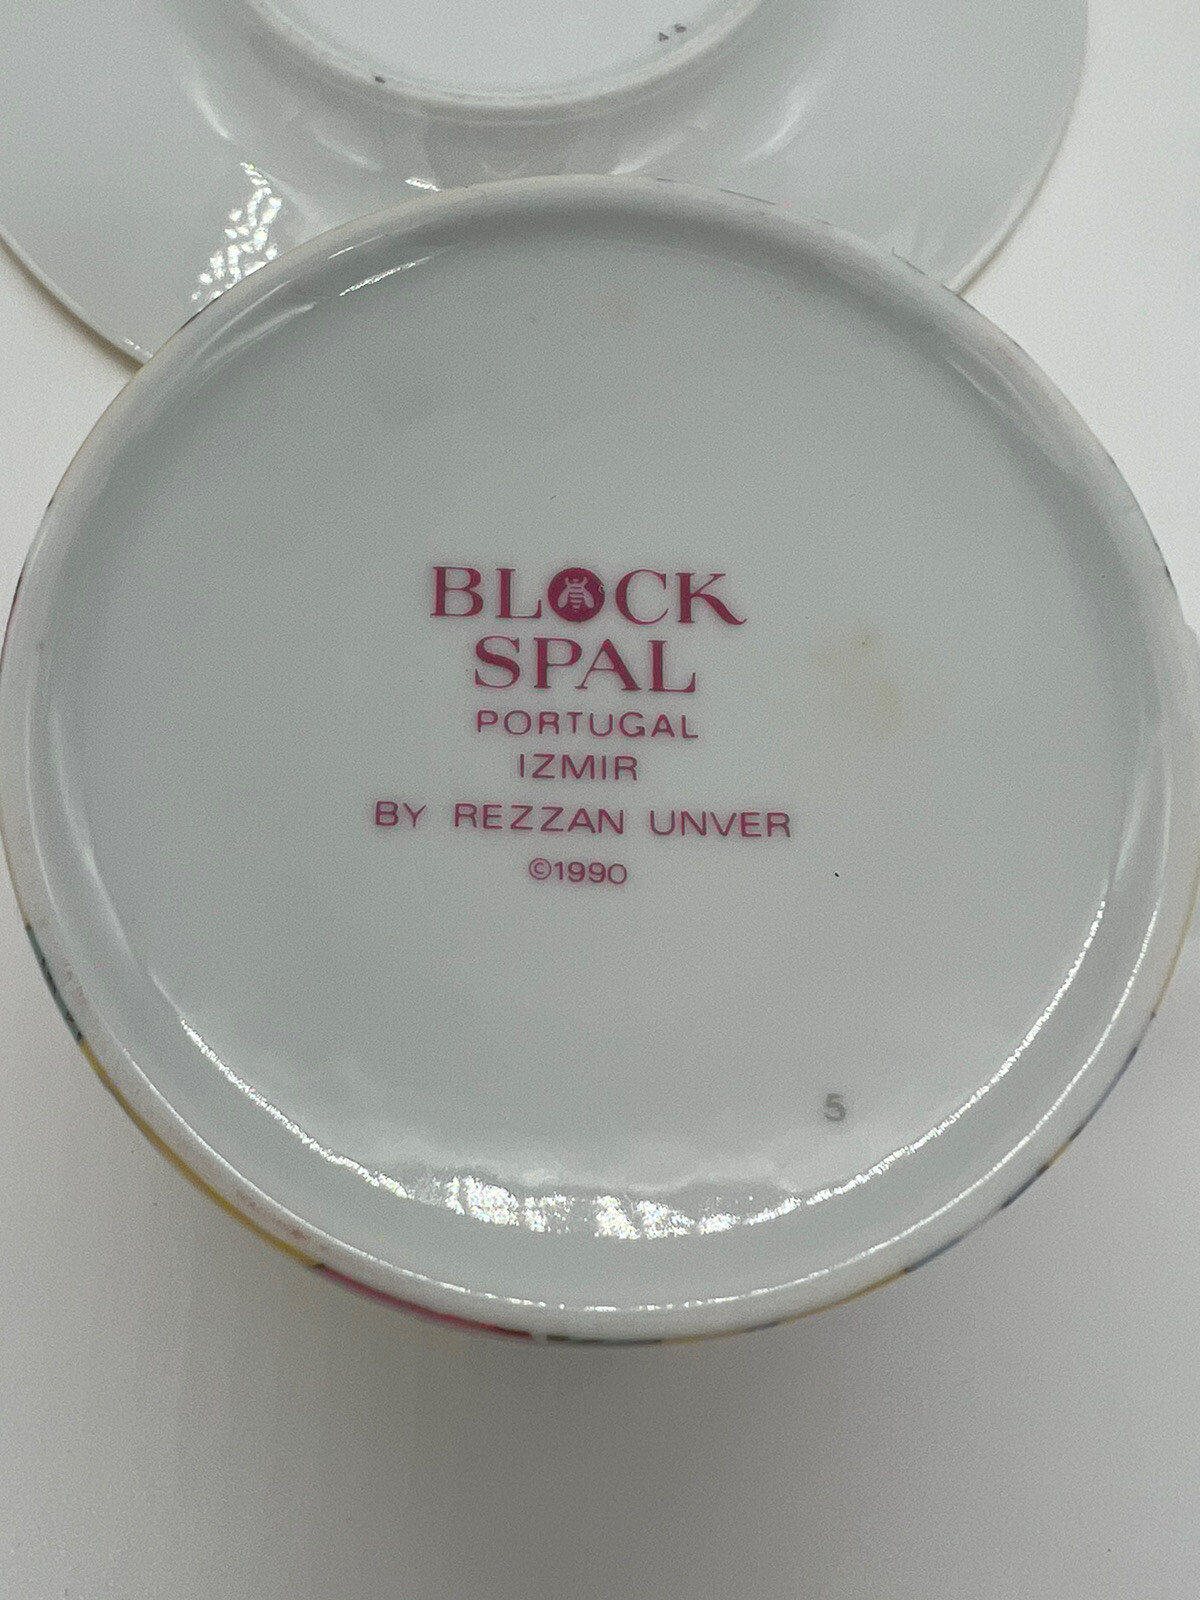 BLOCK
SPAL
PORTUGAL
IZMIR
BY REZZAN UNVER
©1990
5